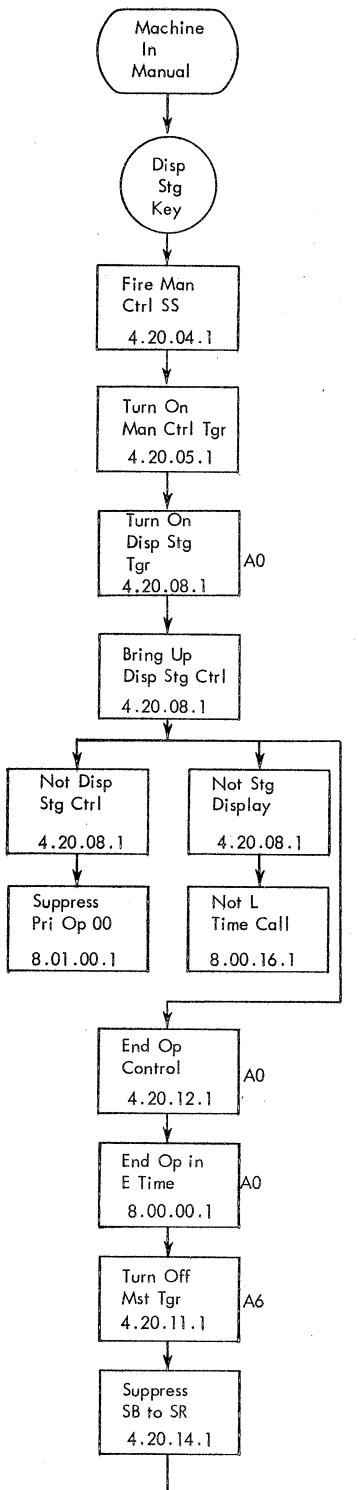 Machine
In
Manual
Disp
Stg
Key
Fire Man
Ctrl SS
4.20.04.1
Turn On
Man Ctrl Tgr
4.20.05.1
Turn On
Disp Stg
Tgr
4.20.08.1
A0
Bring Up
Disp Stg Ctrl
4.20.08.1
Not Disp
Stg Ctrl
4.20.08.1
Not Stg
Display
4.20.08.1
Suppress
Pri Op 00
8.01.00.1
Not L
Time Call
8.00.16.1
End Op
Control
4.20.12.1
A0
End Op in
E Time
8.00.00.1
A0
Turn Off
Mst Tgr
4.20.11.1
A6
Suppress
SB to SR
4.20.14.1